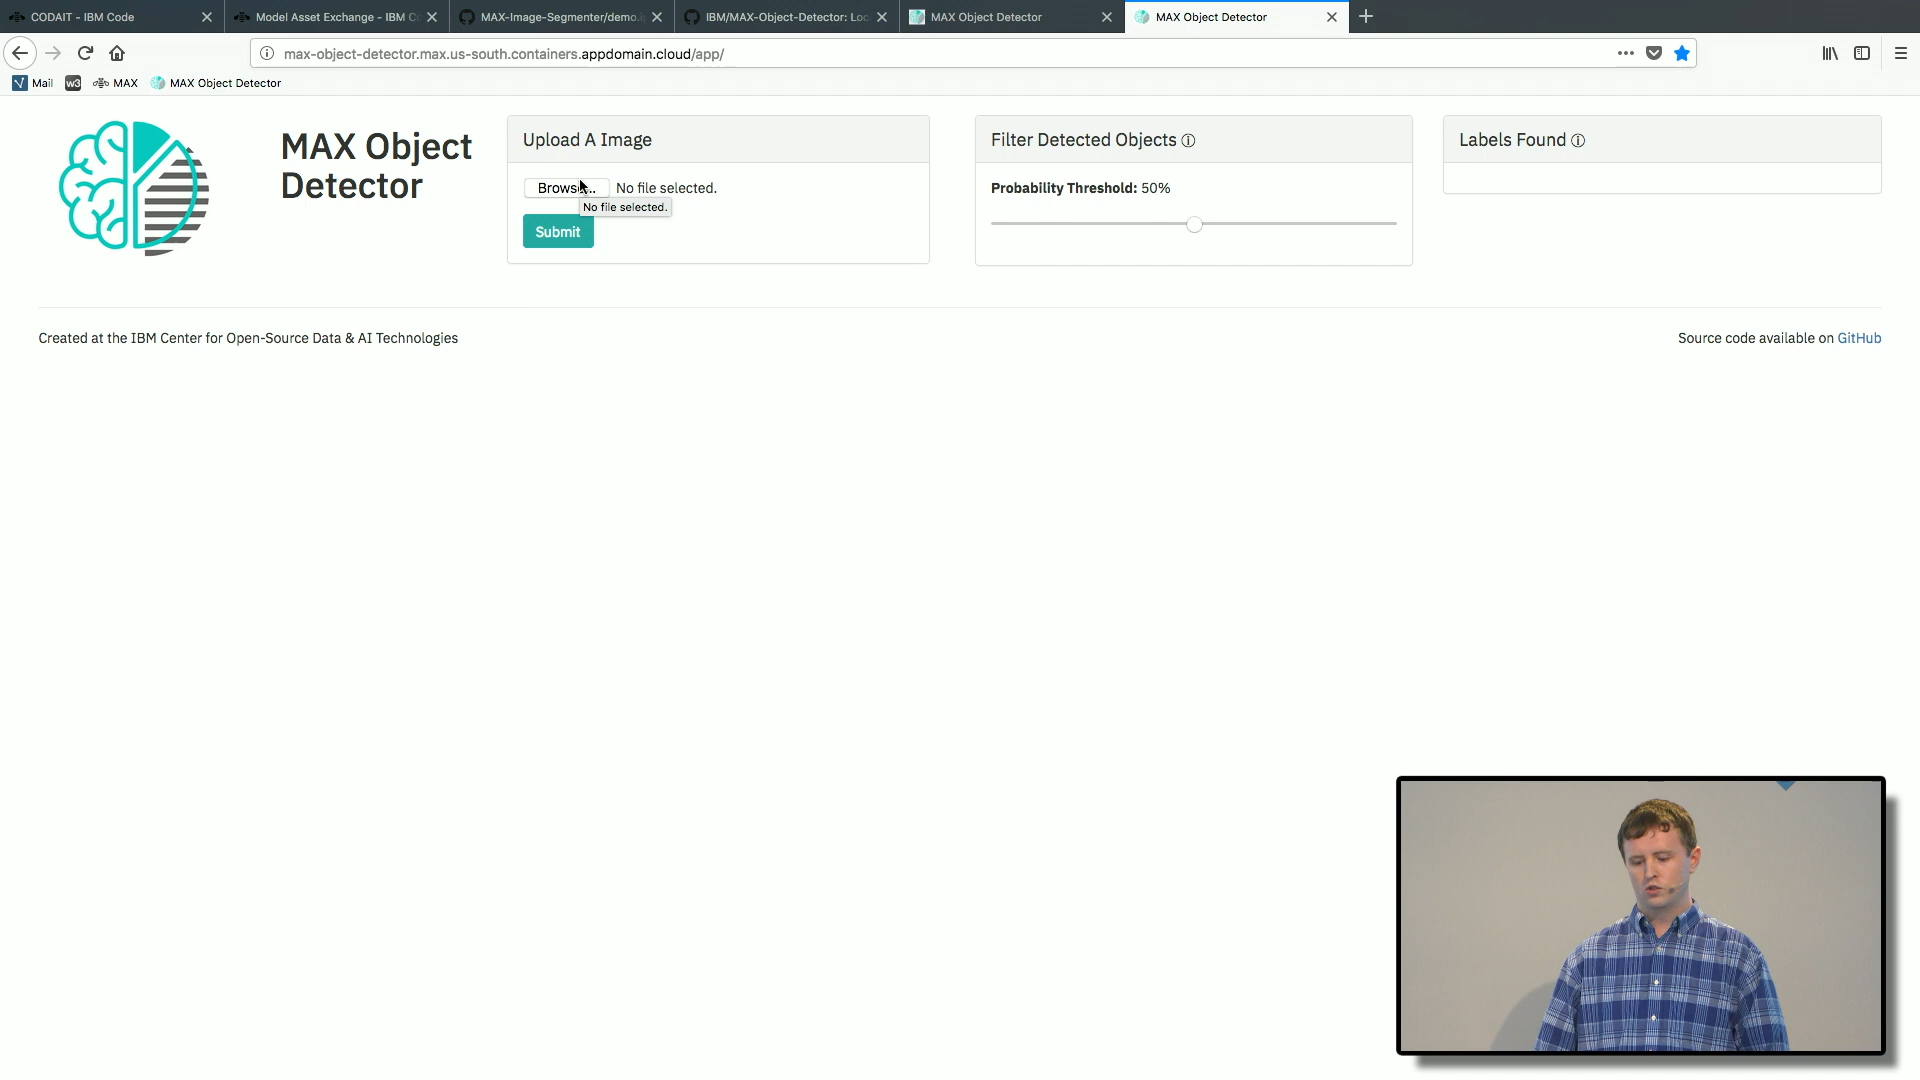 CODAIT - IBM Code
Model Asset Exchange - IBM C
MAX-Image-Segmenter/demo.i
IBM/MAX-Object-Detector: Loc
MAX Object Detector
MAX Object Detector
max-object-detector.max.us-south.containers.appdomain.cloud/app/
Mail
w3
MAX
MAX Object Detector
MAX Object
Detector
Upload A Image
Browse... No file selected.
No file selected.
Submit
Filter Detected Objects
Probability Threshold: 50%
Labels Found
Created at the IBM Center for Open-Source Data & AI Technologies
Source code available on GitHub